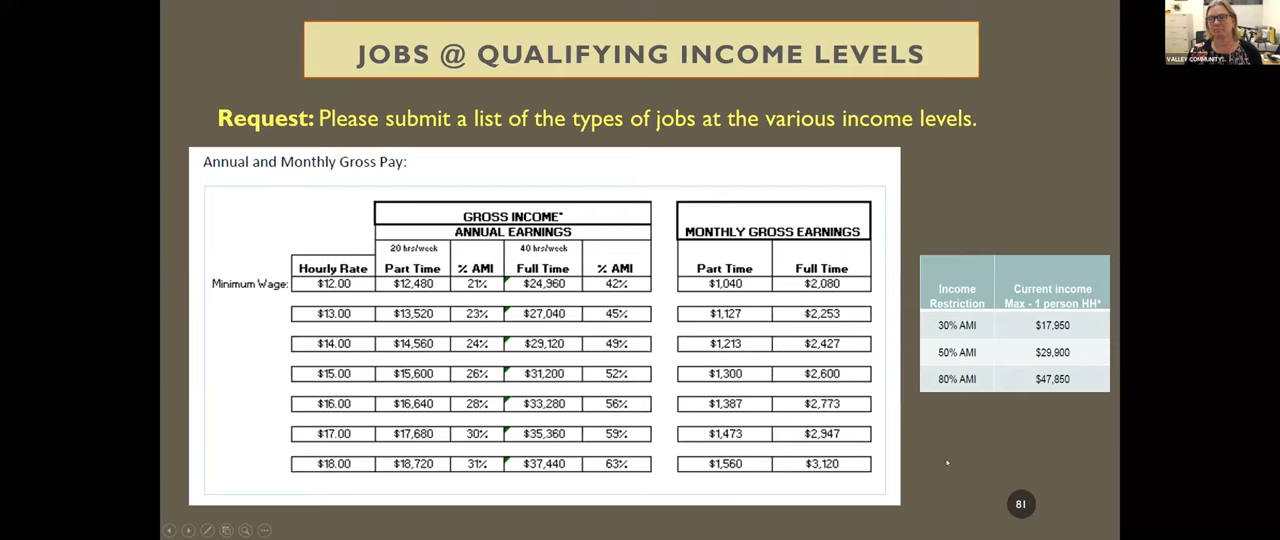 JOBS @ QUALIFYING INCOME LEVELS
VALLEY COMMUNITY
Request: Please submit a list of the types of jobs at the various income levels.
Annual and Monthly Gross Pay:
GROSS INCOME*
ANNUAL EARNINGS MONTHLY GROSS EARNINGS
20 hrs/week 40 hrs/week
Hourly Rate Part Time % AMI Full Time % AMI Part Time Full Time
Minimum Wage: $12.00 $12,480 21% $24,960 42% $1,040 $2,080
$13.00 $13,520 23% $27,040 45% $1,127 $2,253
$14.00 $14,560 24% $29,120 49% $1,213 $2,427
$15.00 $15,600 26% $31,200 52% $1,300 $2,600
$16.00 $16,640 28% $33,280 56% $1,387 $2,773
$17.00 $17,680 30% $35,360 59% $1,473 $2,947
$18.00 $18,720 31% $37,440 63% $1,560 $3,120
Income Current income
Restriction Max - 1 person HH*
30% AMI $17,950
50% AMI $29,900
80% AMI $47,850
81